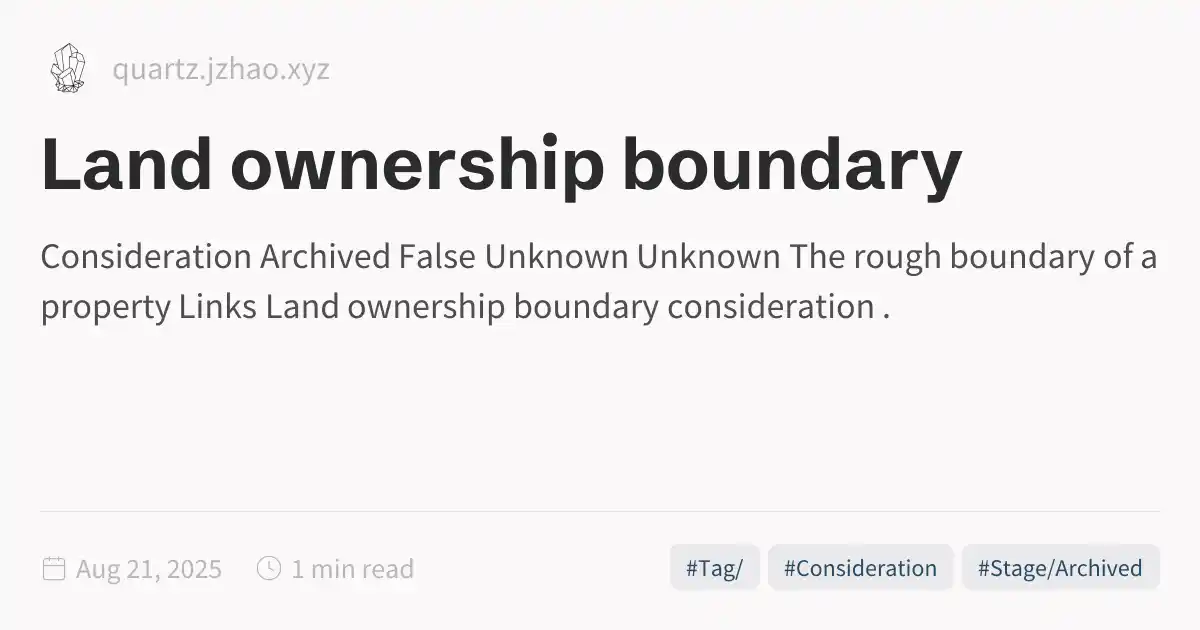 quartz.jzhao.xyz
Land ownership boundary
Consideration Archived False Unknown Unknown The rough boundary of a
property Links Land ownership boundary consideration .
Aug 21, 2025 1 min read #Tag/ #Consideration #Stage/Archived